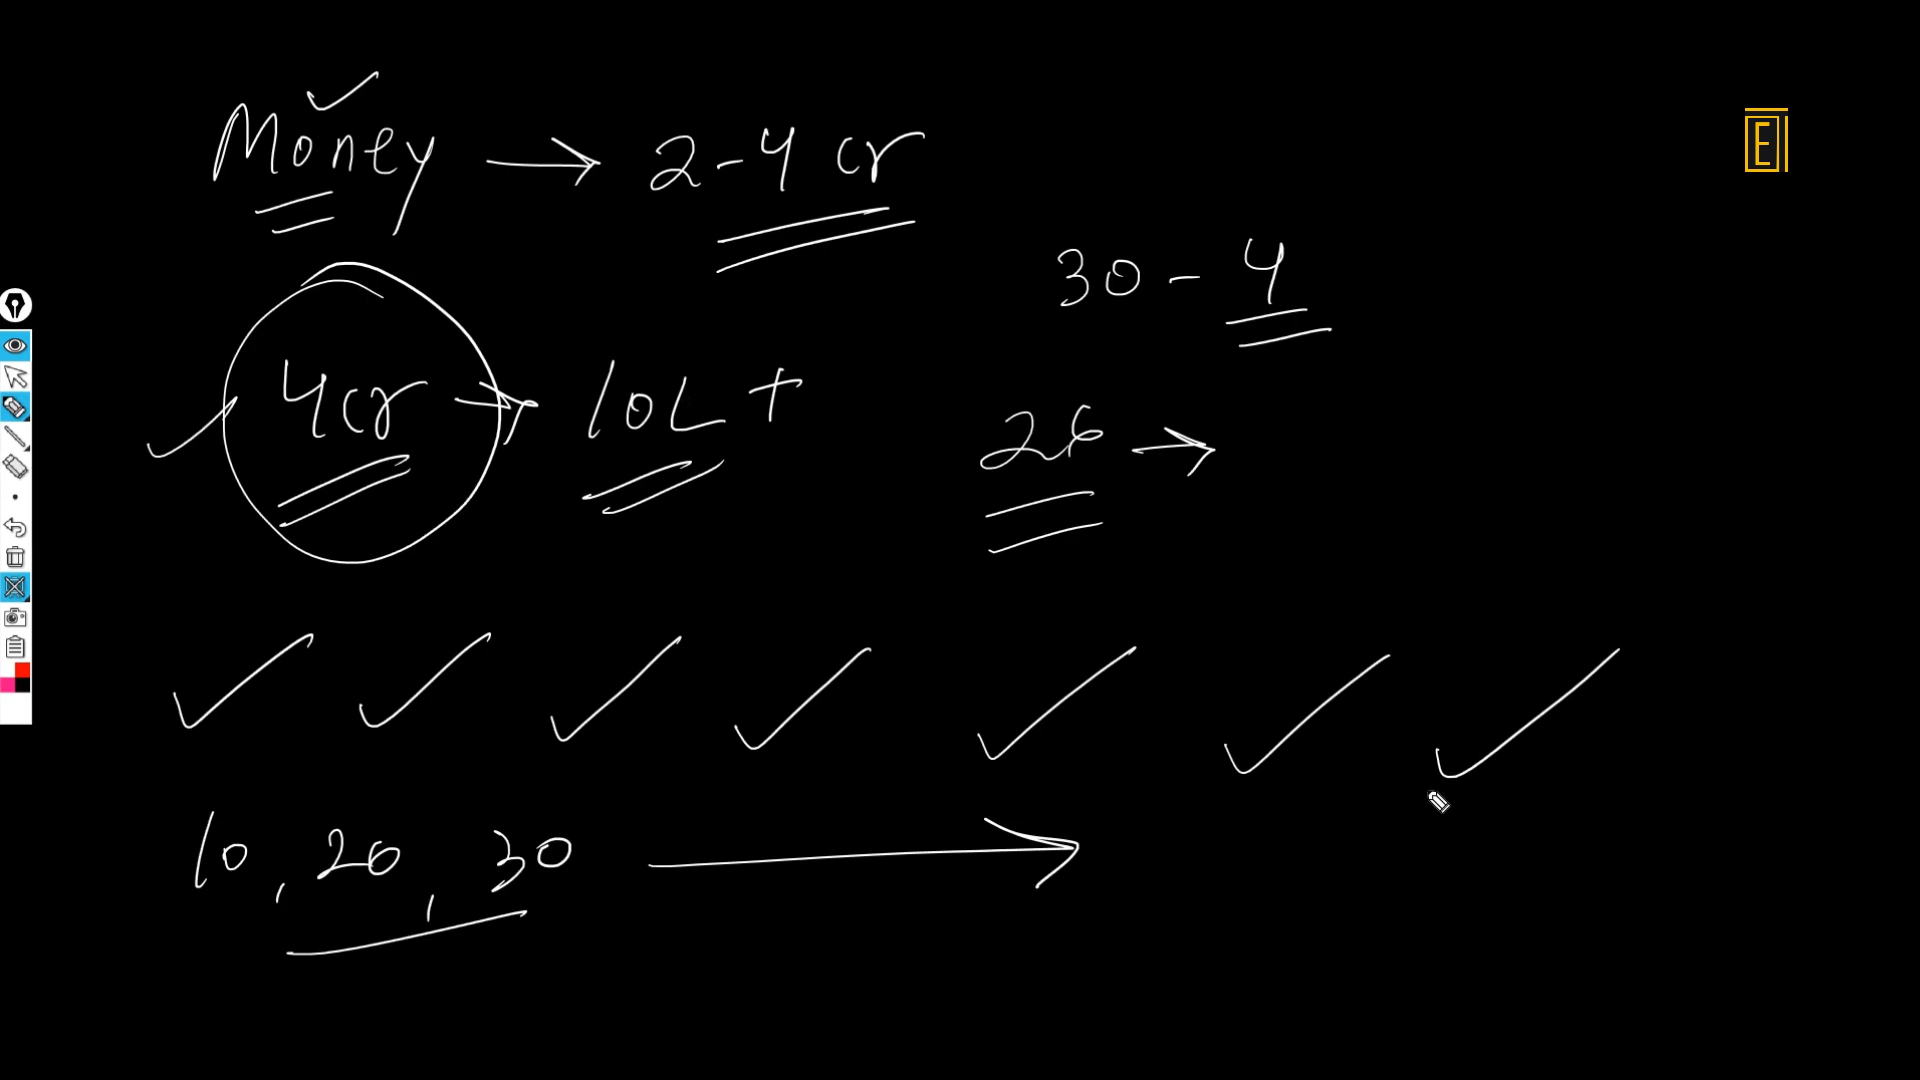 Money → 2-4 cr
30 - 4
4cr → 10L +
26 →
10, 20, 30 →
E